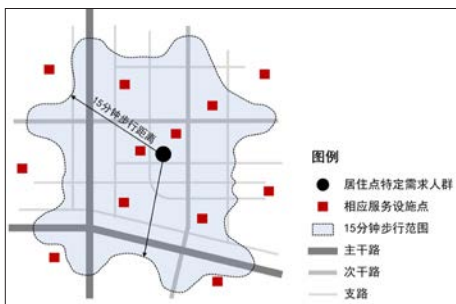 15分钟步行距离
图例
居住点特定需求人群
相应服务设施点
15分钟步行范围
主干路
次干路
支路